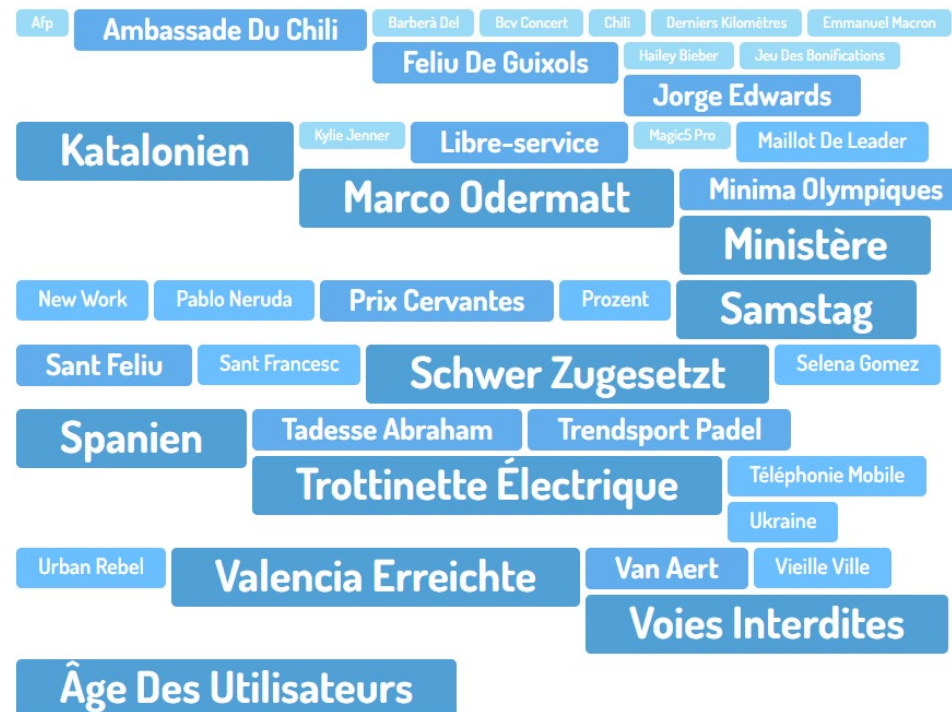 Afp Ambassade Du Chili Barberà Del Bcv Concert Chili Derniers Kilomètres Emmanuel Macron
Feliu De Guixols Hailey Bieber Jeu Des Bonifications
Jorge Edwards
Katalonien Kylie Jenner Libre-service Magic5 Pro Maillot De Leader
Marco Odermatt Minima Olympiques
Ministère
New Work Pablo Neruda Prix Cervantes Prozent Samstag
Sant Feliu Sant Francesc Schwer Zugesetzt Selena Gomez
Spanien Tadesse Abraham Trendsport Padel
Trottinette Électrique Téléphonie Mobile
Ukraine
Urban Rebel Valencia Erreichte Van Aert Vieille Ville
Voies Interdites
Âge Des Utilisateurs